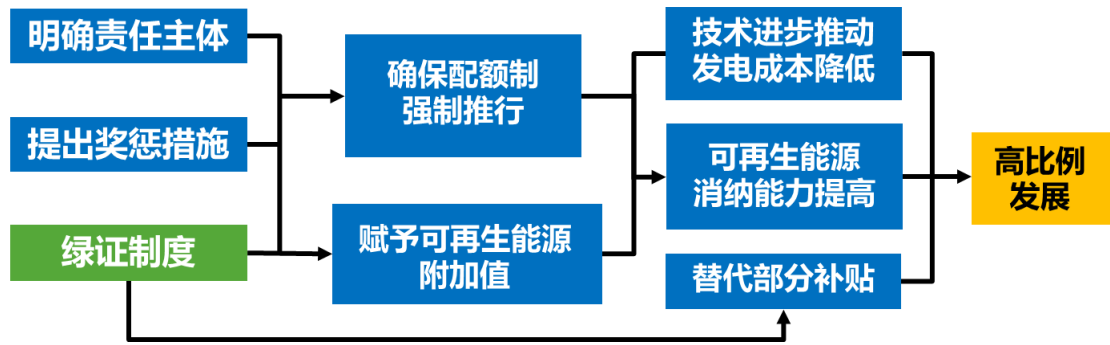 明确责任主体
提出奖惩措施
绿证制度
确保配额制
强制推行
赋予可再生能源
附加值
技术进步推动
发电成本降低
可再生能源
消纳能力提高
替代部分补贴
高比例
发展